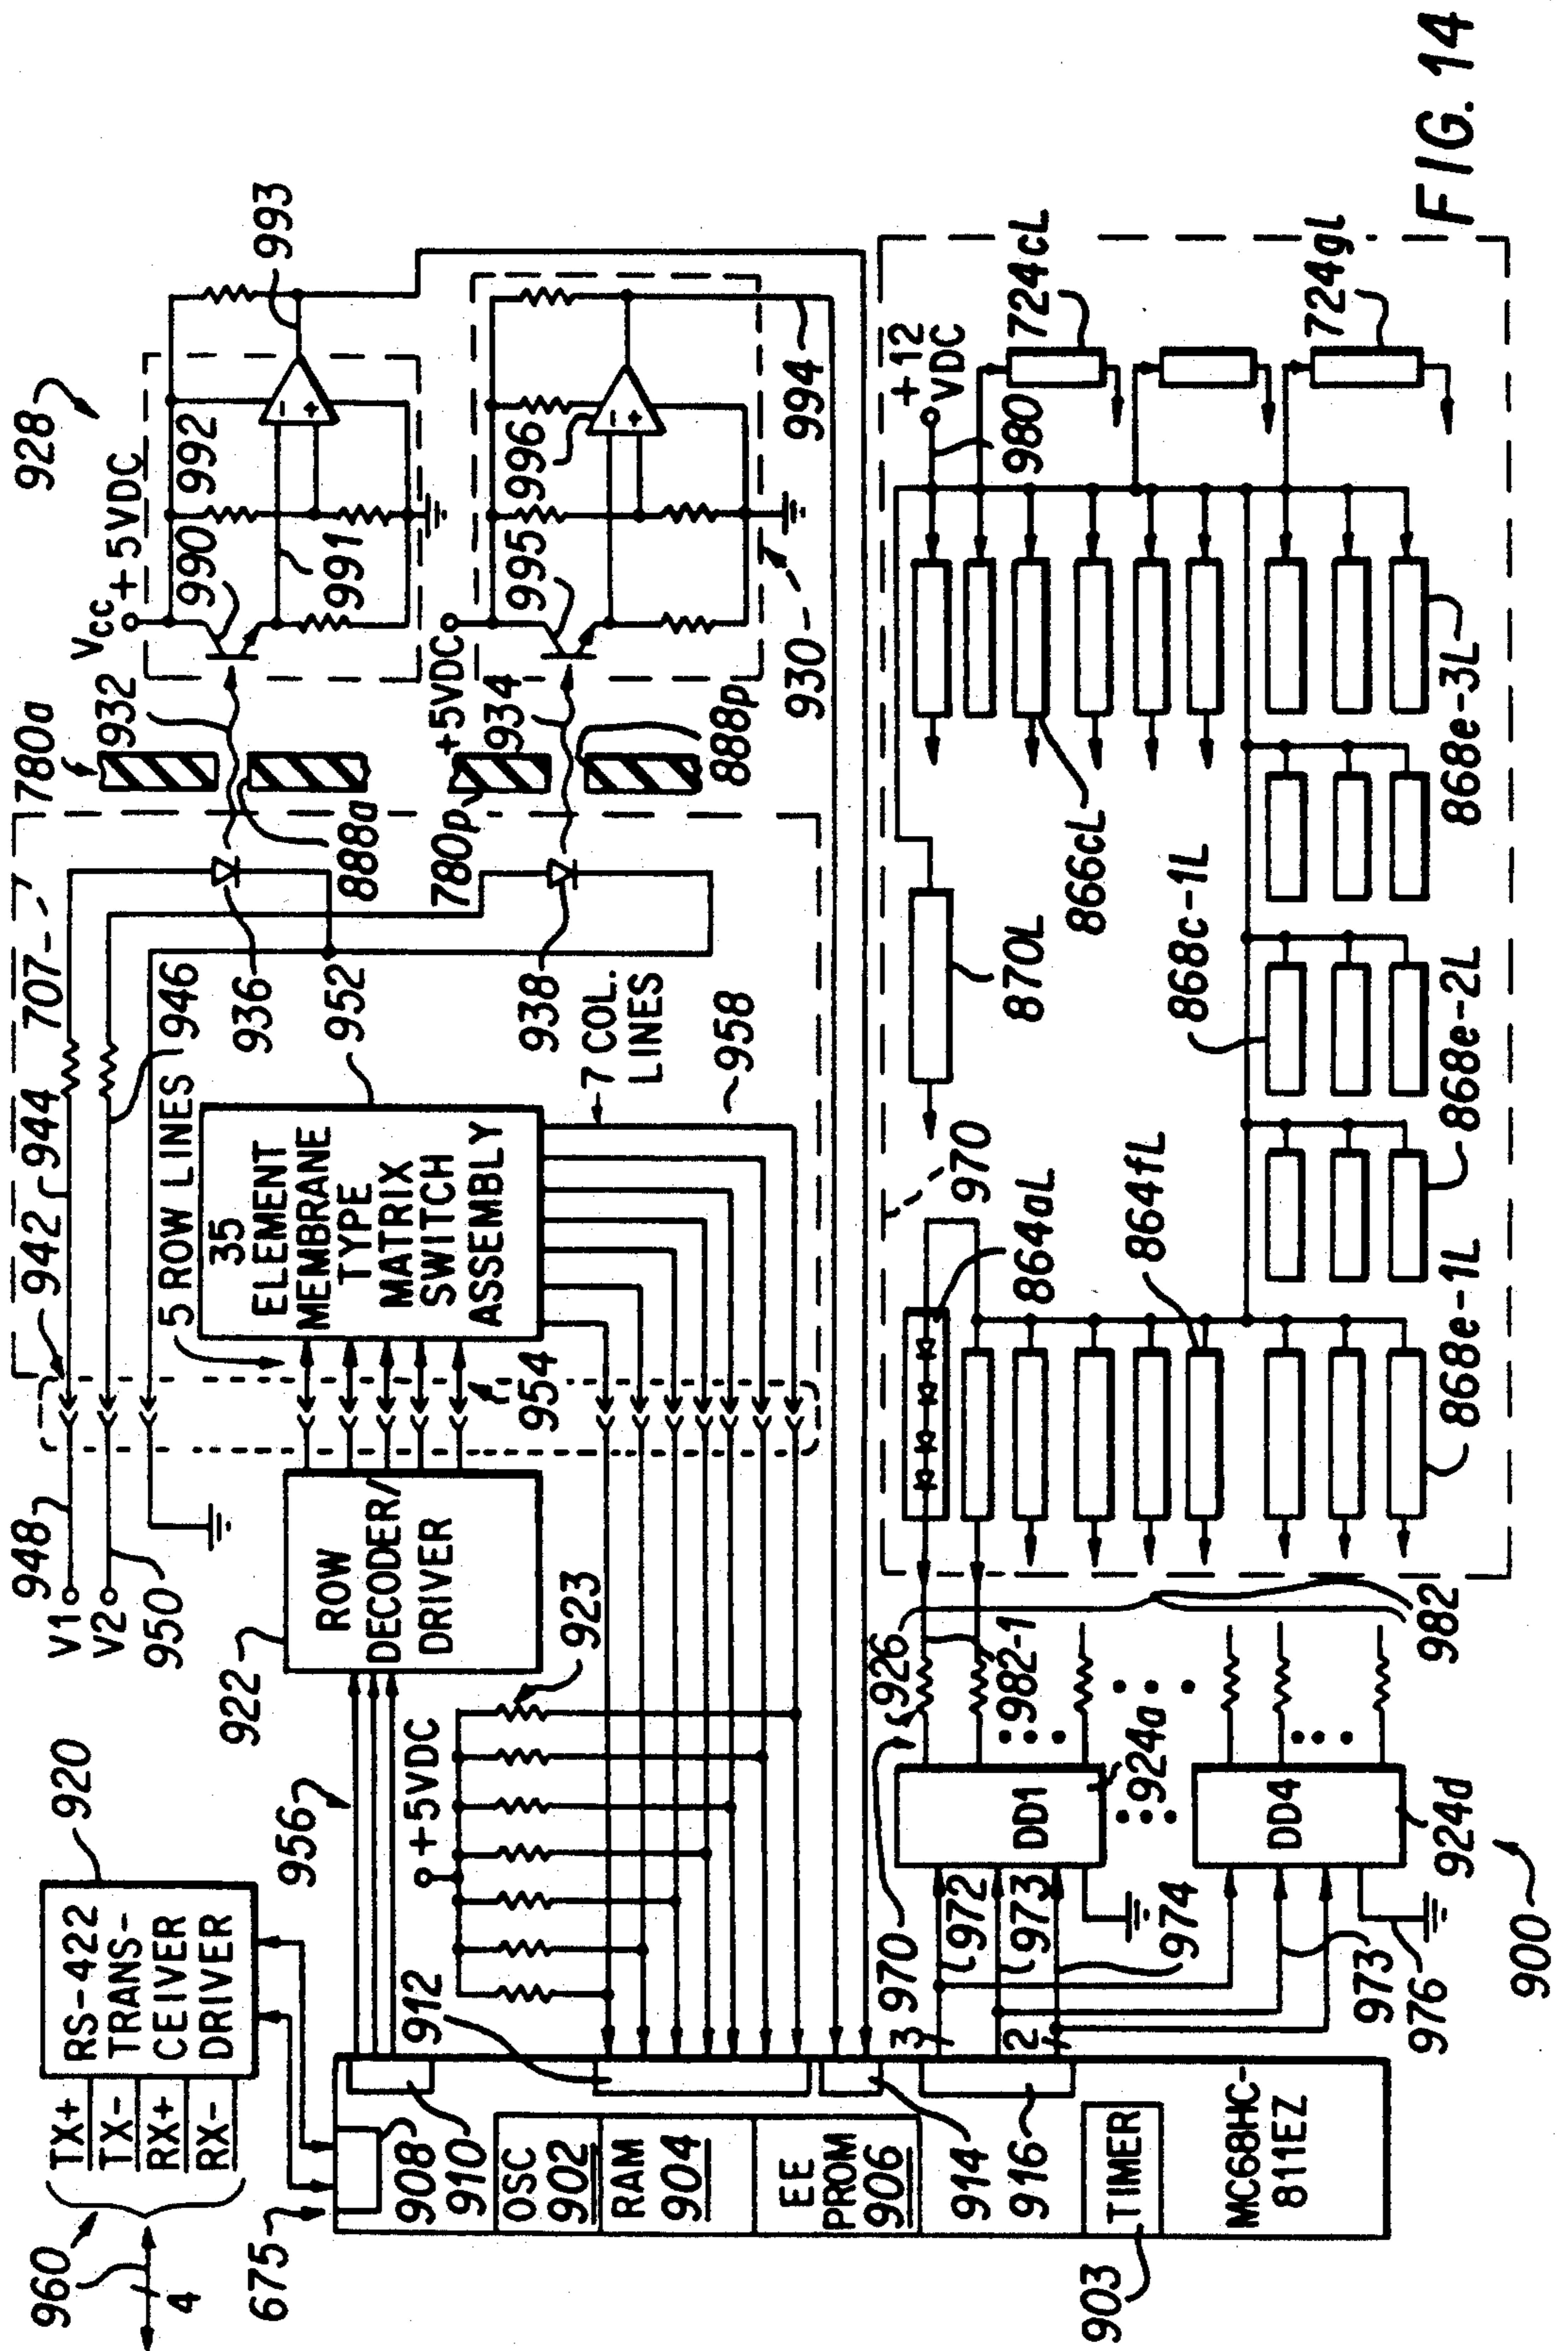 960
4
TX+
TX-
RX+
RX-
RS-422
TRANS-
CEIVER
DRIVER
920
675
908
910
OSC
902
RAM
904
EE
PROM
906
914
916
TIMER
903
MC68HC-
811EZ
912
956
922
ROW
DECODER/
DRIVER
+5VDC
923
V1
948
V2
950
942
944
707
946
5 ROW LINES
35
ELEMENT
MEMBRANE
TYPE
MATRIX
SWITCH
ASSEMBLY
952
954
7 COL.
LINES
958
936
938
780a
932
888a
780p
934
888p
928
Vcc
+5VDC
990
992
991
993
+5VDC
995
996
994
930
970
3
2
972
973
974
DD1
924a
DD4
924d
973
976
900
926
982-1
982
970
864aL
864fL
868e-1L
868e-2L
868c-1L
868e-3L
870L
866cL
+12
VDC
980
724cL
724gL
FIG. 14